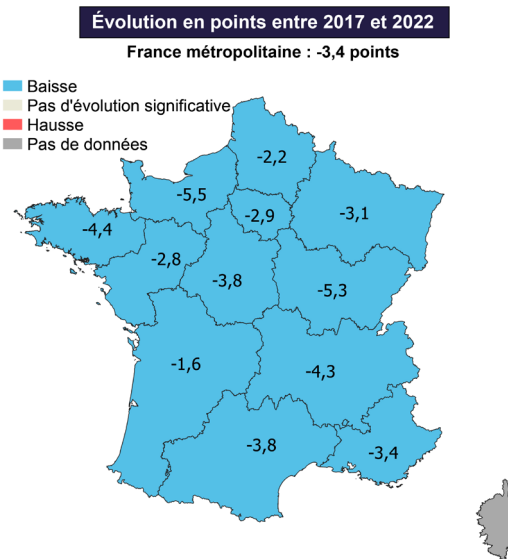 Évolution en points entre 2017 et 2022
France métropolitaine : -3,4 points
Baisse
Pas d'évolution significative
Hausse
Pas de données
-2,2
-5,5
-2,9
-3,1
-4,4
-2,8
-3,8
-5,3
-1,6
-4,3
-3,8
-3,4